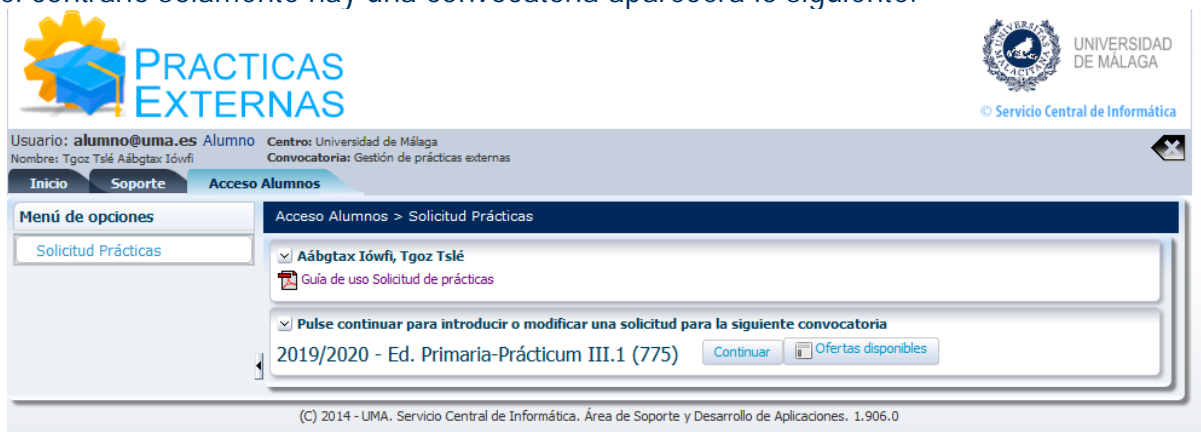 el contrario solamente hay una convocatoria aparecerá lo siguiente:
PRACTICAS
EXTERNAS
UNIVERSIDAD
DE MÁLAGA
© Servicio Central de Informática
Usuario: alumno@uma.es Alumno
Nombre: Tgoz Tslé Aábgtax Iówfi
Centro: Universidad de Málaga
Convocatoria: Gestión de prácticas externas
Inicio Soporte Acceso Alumnos
Menú de opciones
Solicitud Prácticas
Acceso Alumnos > Solicitud Prácticas
Aábgtax Iówfi, Tgoz Tslé
Guía de uso Solicitud de prácticas
Pulse continuar para introducir o modificar una solicitud para la siguiente convocatoria
2019/2020 - Ed. Primaria-Prácticum III.1 (775) Continuar Ofertas disponibles
(C) 2014 - UMA. Servicio Central de Informática. Área de Soporte y Desarrollo de Aplicaciones. 1.906.0